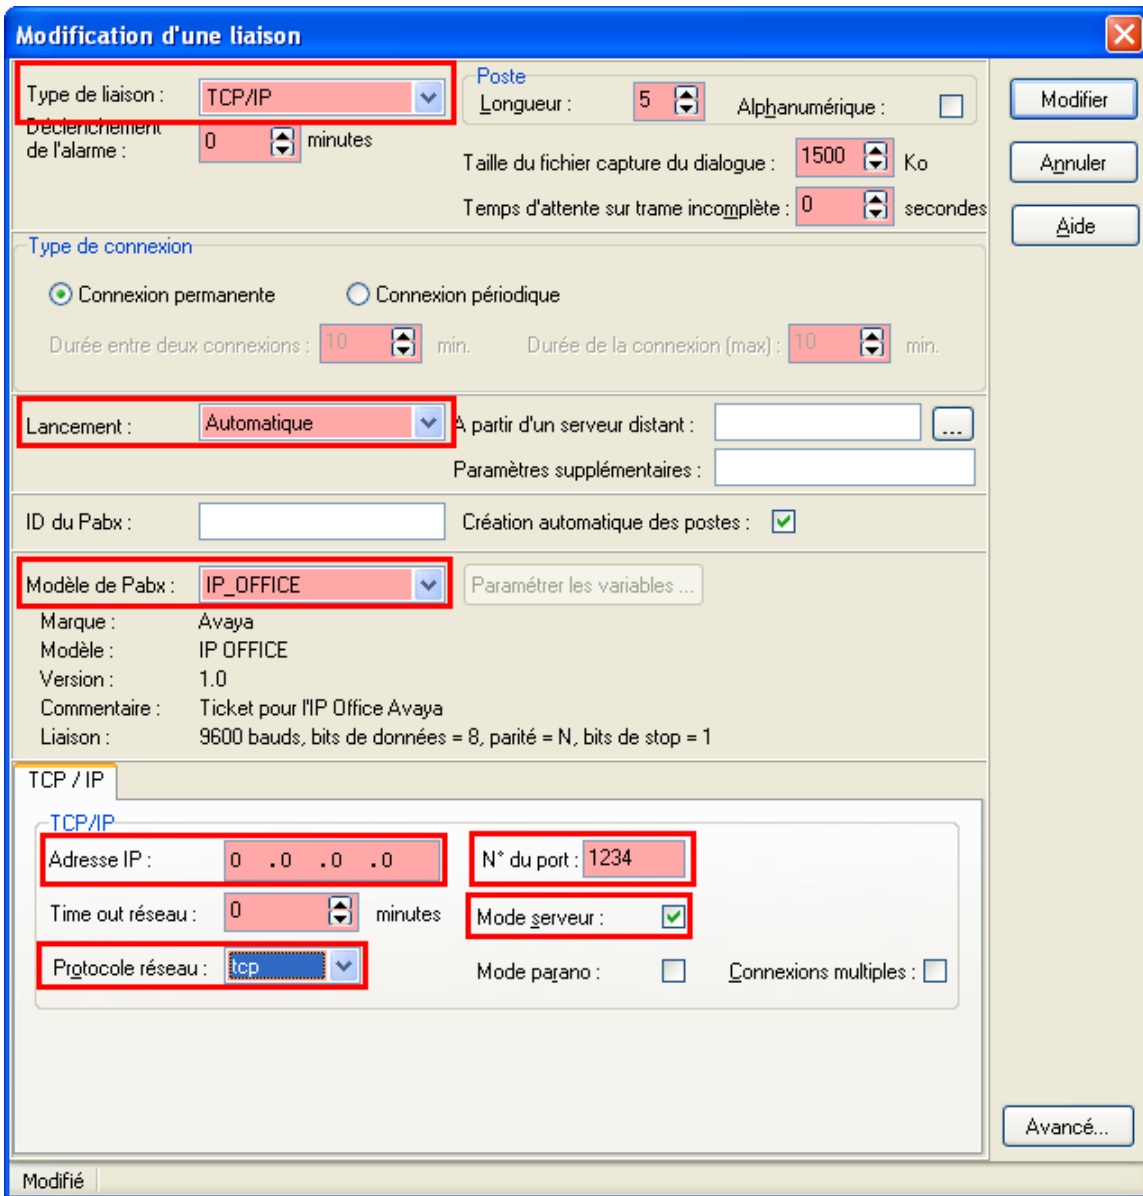 Modification d'une liaison
Type de liaison : TCP/IP
Poste
Longueur : 5 Alphanumérique :
Modifier
Déclenchement
de l'alarme : 0 minutes
Taille du fichier capture du dialogue : 1500 Ko
Annuler
Temps d'attente sur trame incomplète : 0 secondes
Aide
Type de connexion
Connexion permanente Connexion périodique
Durée entre deux connexions : 10 min. Durée de la connexion (max) : 10 min.
Lancement : Automatique A partir d'un serveur distant : ...
Paramètres supplémentaires :
ID du Pabx : Création automatique des postes :
Modèle de Pabx : IP_OFFICE Paramétrer les variables ...
Marque : Avaya
Modèle : IP OFFICE
Version : 1.0
Commentaire : Ticket pour l'IP Office Avaya
Liaison : 9600 bauds, bits de données = 8, parité = N, bits de stop = 1
TCP / IP
TCP/IP
Adresse IP : 0 .0 .0 .0 N° du port : 1234
Time out réseau : 0 minutes Mode serveur :
Protocole réseau : tcp Mode parano : Connexions multiples :
Avancé...
Modifié